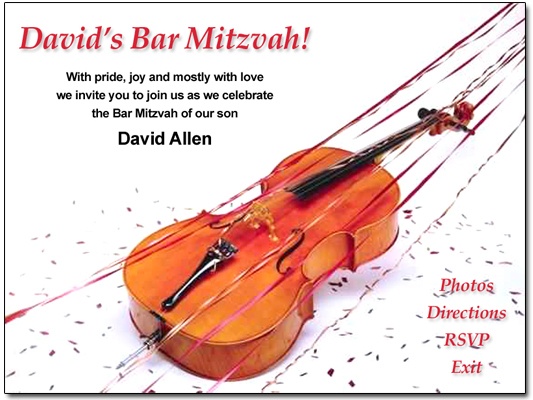 David's Bar Mitzvah!
With pride, joy and mostly with love
we invite you to join us as we celebrate
the Bar Mitzvah of our son
David Allen
Photos
Directions
RSVP
Exit